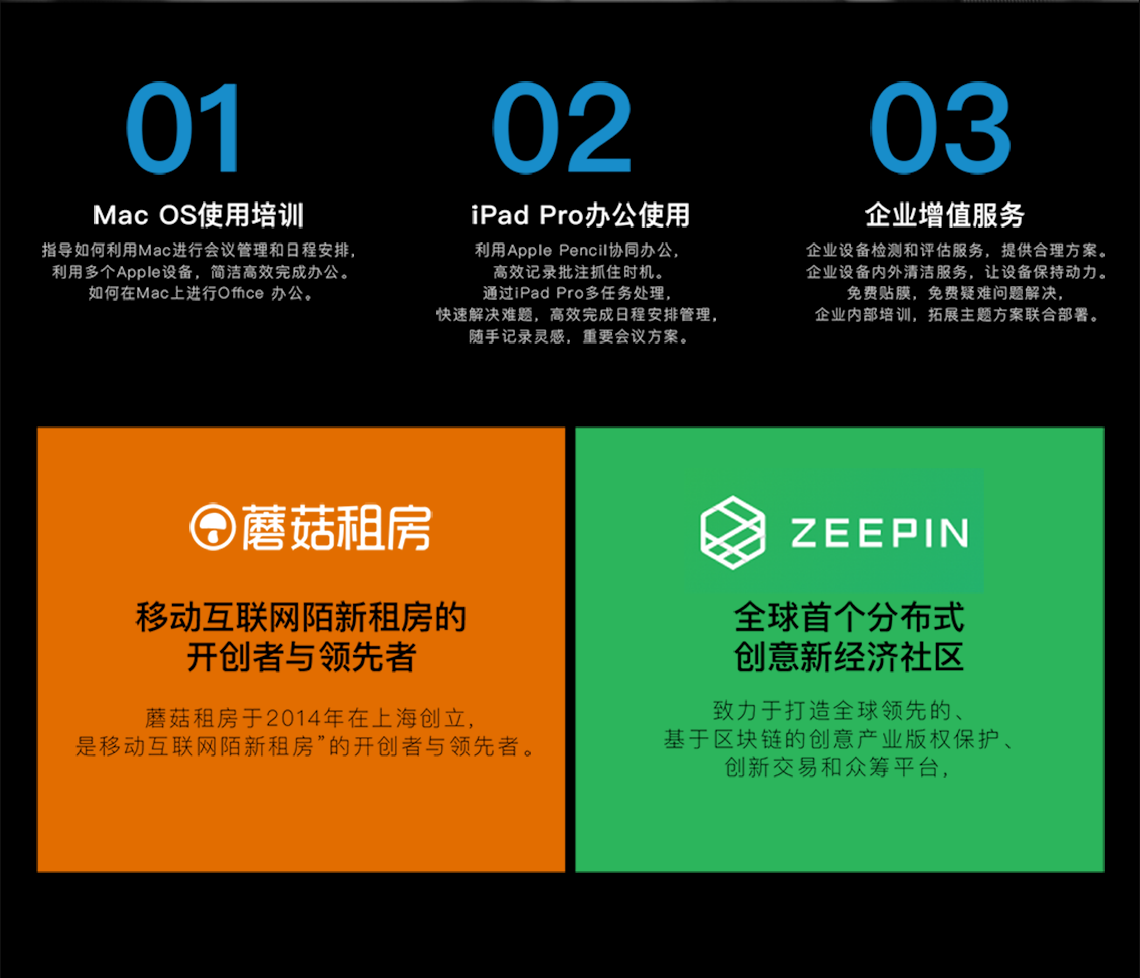 01
Mac OS使用培训
指导如何利用Mac进行会议管理和日程安排,
利用多个Apple设备，简洁高效完成办公。
如何在Mac上进行Office 办公。
02
iPad Pro办公使用
利用Apple Pencil协同办公,
高效记录批注抓住时机。
通过iPad Pro多任务处理,
快速解决难题，高效完成日程安排管理,
随手记录灵感，重要会议方案。
03
企业增值服务
企业设备检测和评估服务，提供合理方案。
企业设备内外清洁服务，让设备保持动力。
免费贴膜，免费疑难问题解决,
企业内部培训，拓展主题方案联合部署。
蘑菇租房
移动互联网陌新租房的
开创者与领先者
蘑菇租房于2014年在上海创立,
是移动互联网陌新租房”的开创者与领先者。
ZEEPIN
全球首个分布式
创意新经济社区
致力于打造全球领先的、
基于区块链的创意产业版权保护、
创新交易和众筹平台,